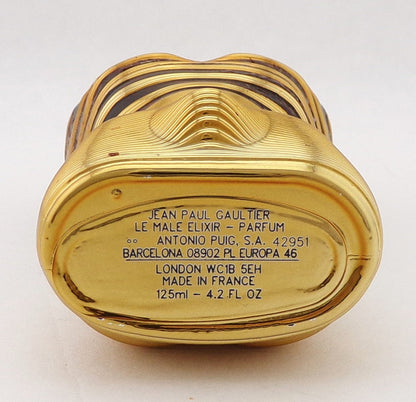 JEAN PAUL GAULTIER
LE MALE ELIXIR – PARFUM
ANTONIO PUIG, S.A. 42951
BARCELONA 08902 PL EUROPA 46
LONDON WC1B 5EH
MADE IN FRANCE
125ml – 4.2 FL OZ